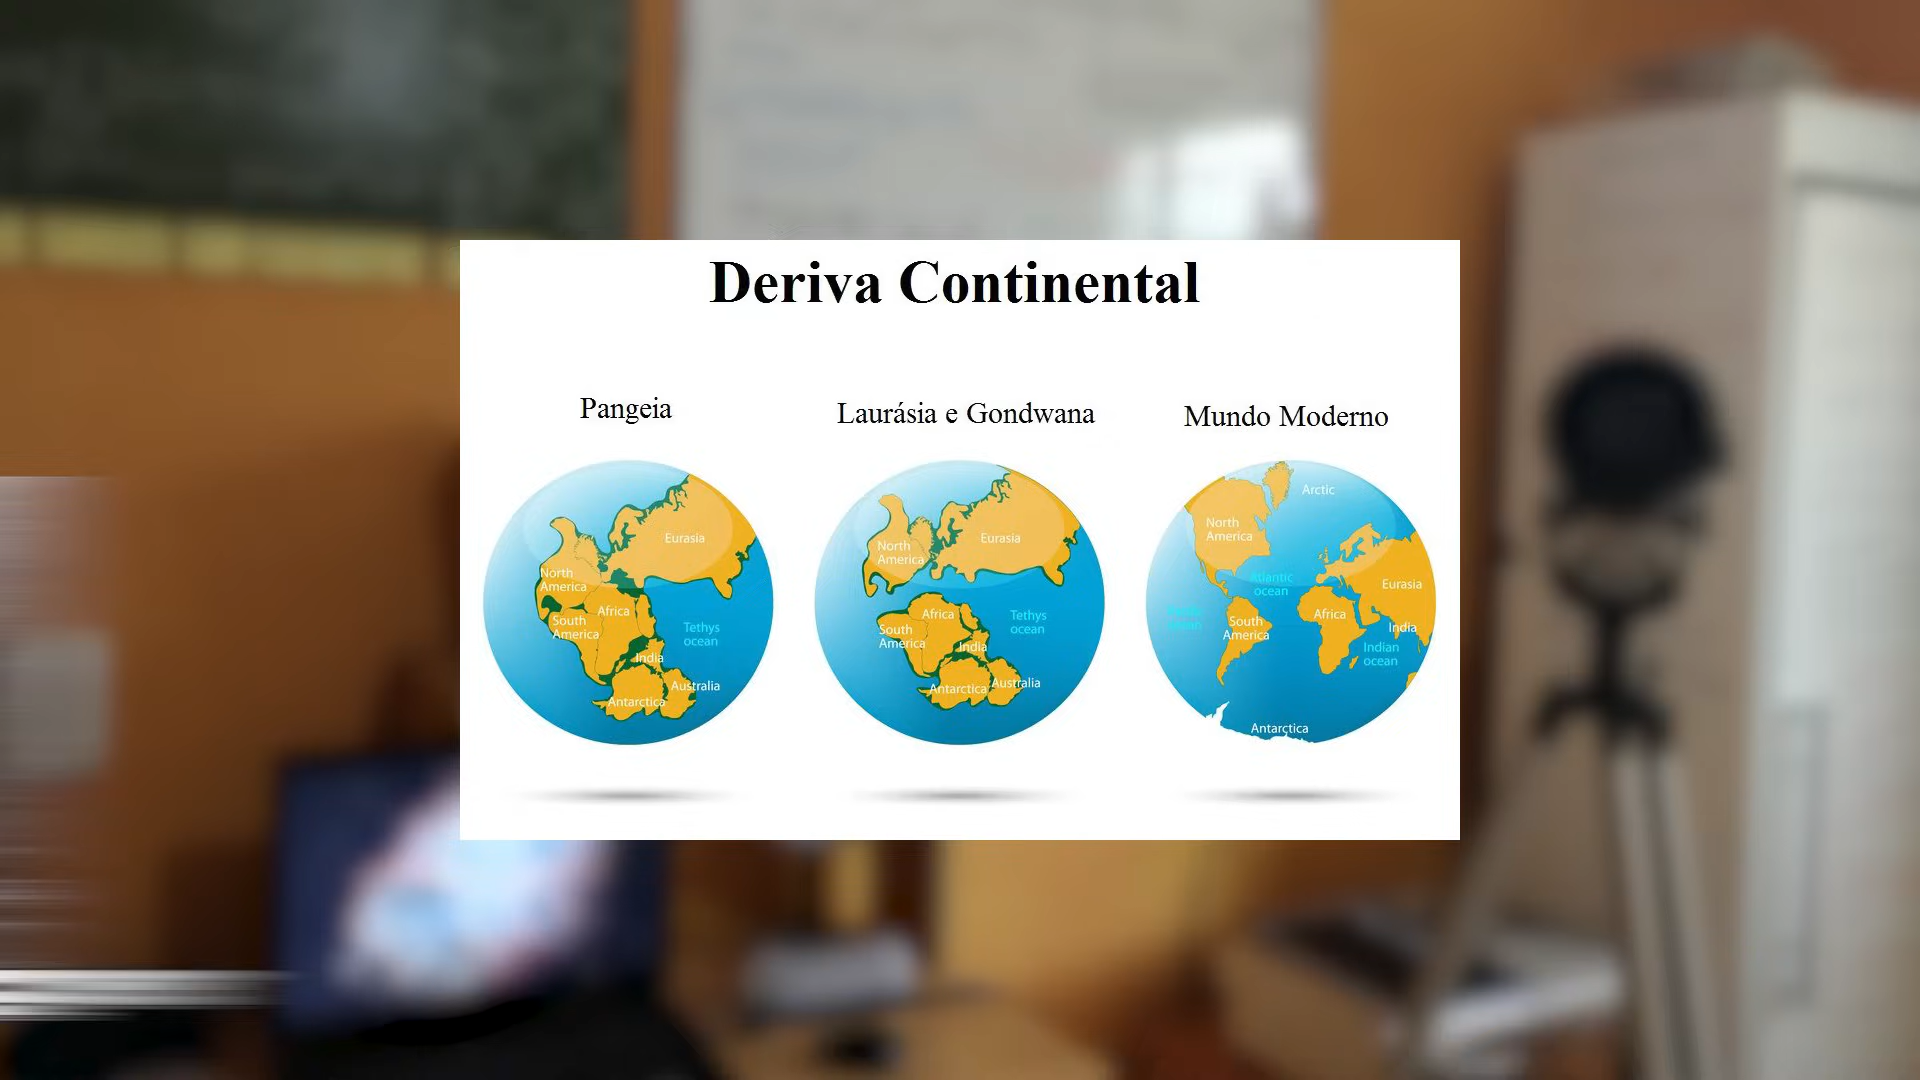 Deriva Continental
Pangeia
Laurásia e Gondwana
Mundo Moderno
Eurasia
North
America
Africa
South
America
Tethys
ocean
India
Australia
Antarctica
North
America
Eurasia
Africa
South
America
Tethys
ocean
India
Antarctica
Australia
Arctic
North
America
Atlantic
ocean
Eurasia
South
America
Africa
India
Indian
ocean
Antarctica